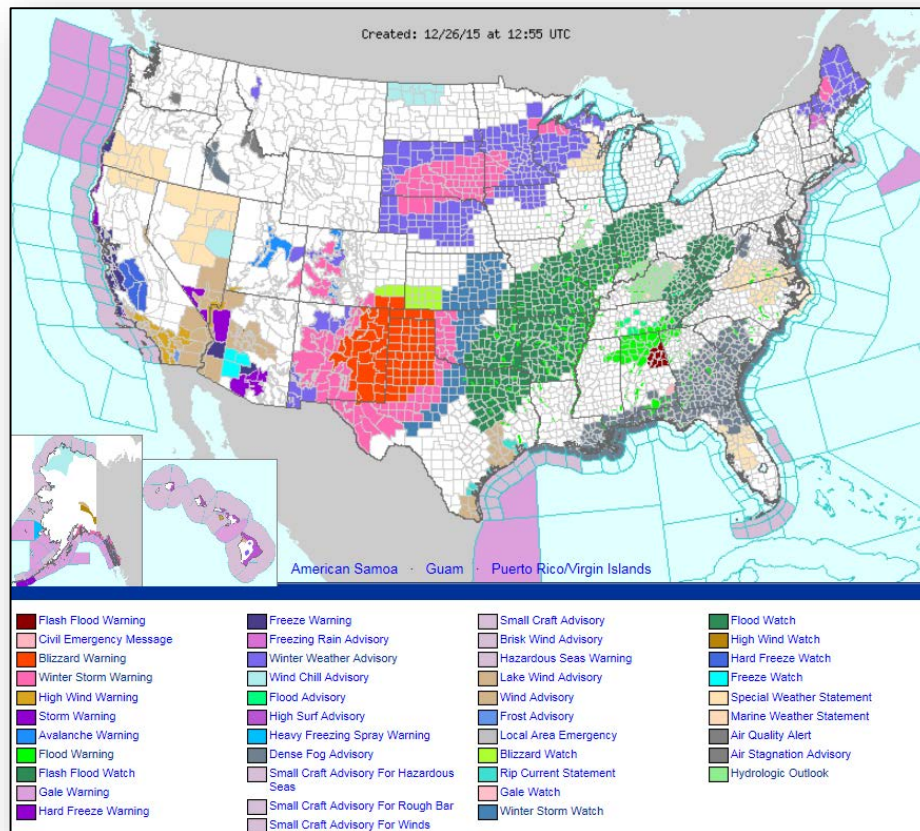 Created: 12/26/15 at 12:55 UTC
American Samoa · Guam · Puerto Rico/Virgin Islands
Flash Flood Warning
Civil Emergency Message
Blizzard Warning
Winter Storm Warning
High Wind Warning
Storm Warning
Avalanche Warning
Flood Warning
Flash Flood Watch
Gale Warning
Hard Freeze Warning
Freeze Warning
Freezing Rain Advisory
Winter Weather Advisory
Wind Chill Advisory
Flood Advisory
High Surf Advisory
Heavy Freezing Spray Warning
Dense Fog Advisory
Small Craft Advisory For Hazardous
Seas
Small Craft Advisory For Rough Bar
Small Craft Advisory For Winds
Small Craft Advisory
Brisk Wind Advisory
Hazardous Seas Warning
Lake Wind Advisory
Wind Advisory
Frost Advisory
Local Area Emergency
Blizzard Watch
Rip Current Statement
Gale Watch
Winter Storm Watch
Flood Watch
High Wind Watch
Hard Freeze Watch
Freeze Watch
Special Weather Statement
Marine Weather Statement
Air Quality Alert
Air Stagnation Advisory
Hydrologic Outlook